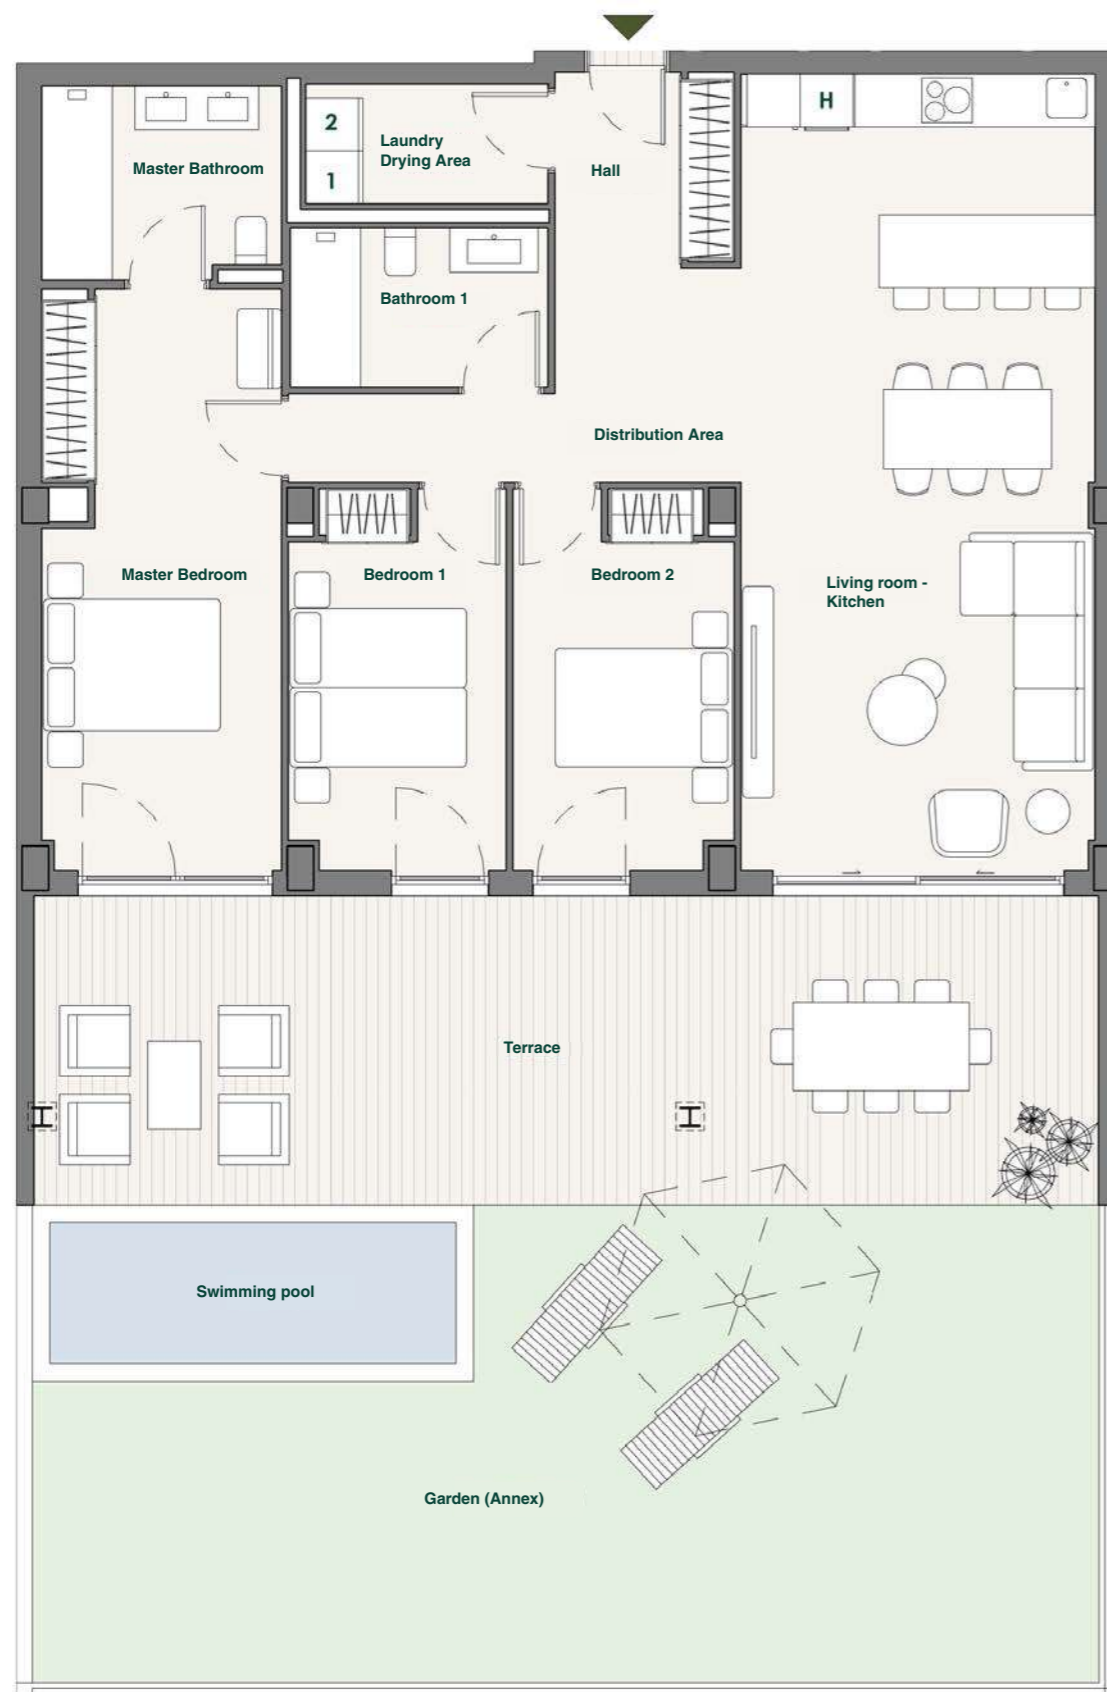 H
2
Laundry
Drying Area
1
Master Bathroom
Hall
Bathroom 1
Distribution Area
Master Bedroom
Bedroom 1
Bedroom 2
Living room -
Kitchen
Terrace
Swimming pool
Garden (Annex)